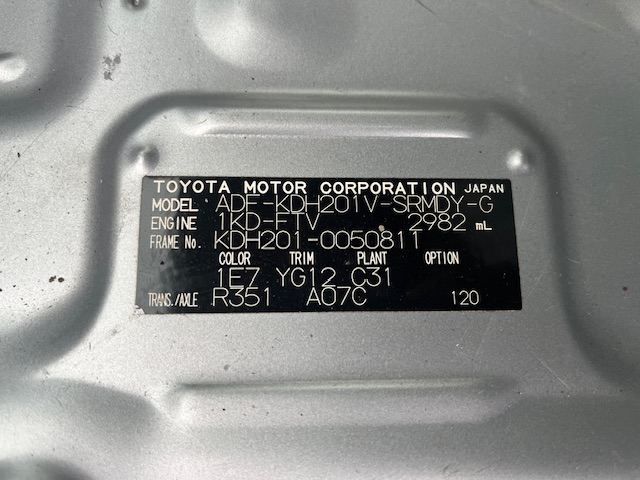 TOYOTA MOTOR CORPORATION JAPAN
MODEL ADF-KDH201V-SRMDY-G
ENGINE 1KD-FTV 2982 mL
FRAME No. KDH201-0050811
COLOR TRIM PLANT OPTION
1E7 YG12 C31
TRANS./AXLE R351 A07C 120